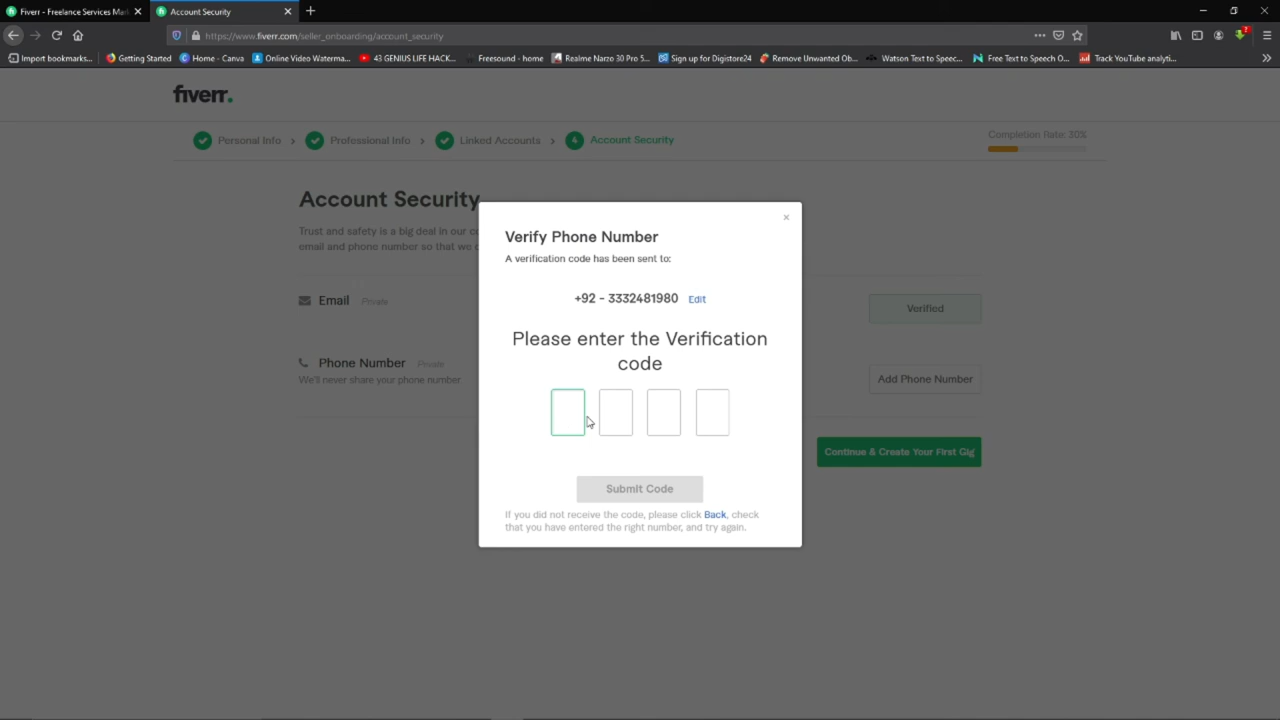 Fiverr - Freelance Services Mark
Account Security
https://www.fiverr.com/seller_onboarding/account_security
Import bookmarks...
Getting Started
Home - Canva
Online Video Waterma...
43 GENIUS LIFE HACK...
Freesound - home
Realme Narzo 30 Pro 5...
Sign up for Digistore24
Remove Unwanted Ob...
Watson Text to Speec...
Free Text to Speech O...
Track YouTube analyti...
fiverr.
Personal Info
Professional Info
Linked Accounts
4 Account Security
Completion Rate: 30%
Account Security
Trust and safety is a big deal in our co
email and phone number so that we c
Email Private
Verified
Phone Number Private
We'll never share your phone number.
Add Phone Number
Continue & Create Your First Gig
Verify Phone Number
A verification code has been sent to:
+92 - 3332481980 Edit
Please enter the Verification
code
Submit Code
If you did not receive the code, please click Back, check
that you have entered the right number, and try again.